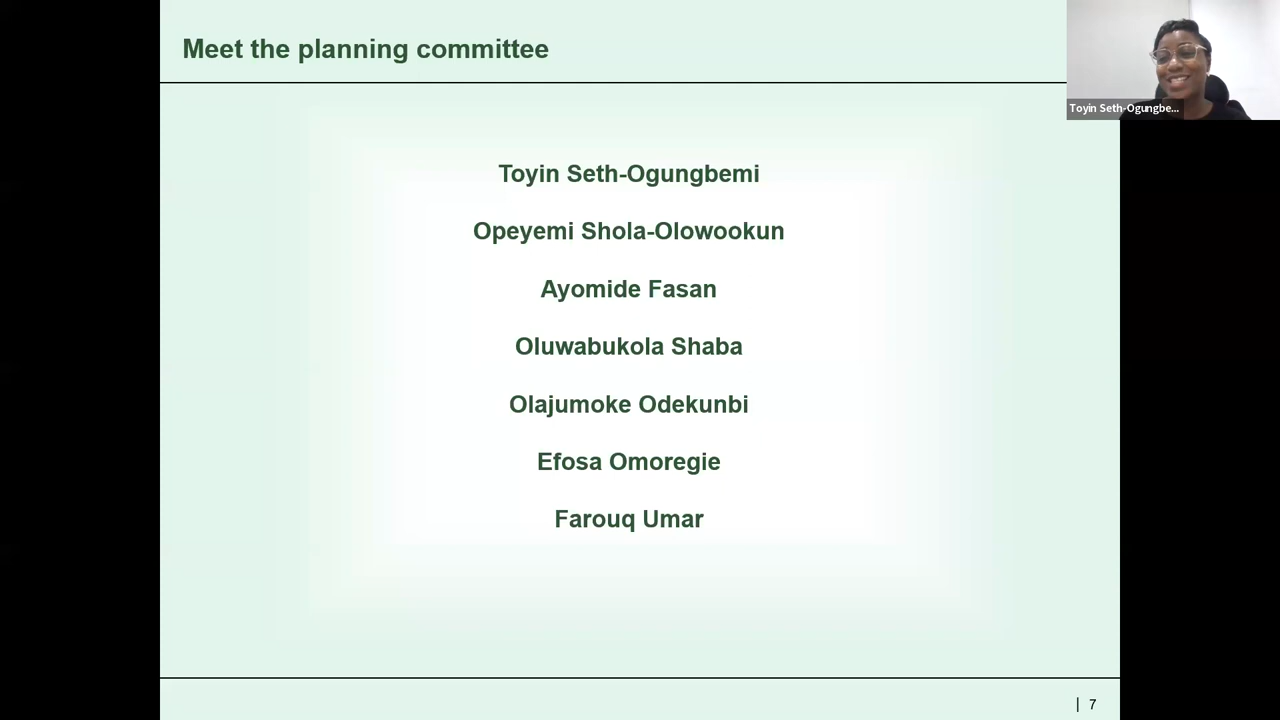 Meet the planning committee
Toyin Seth-Ogungbe...
Toyin Seth-Ogungbemi
Opeyemi Shola-Olowookun
Ayomide Fasan
Oluwabukola Shaba
Olajumoke Odekunbi
Efosa Omoregie
Farouq Umar
| 7